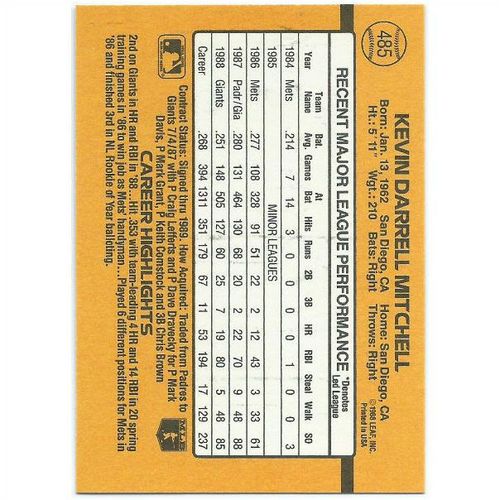 485
KEVIN DARRELL MITCHELL
Born: Jan. 13, 1962 San Diego, CA Home: San Diego, CA
Ht.: 5' 11" Wgt.: 210 Bats: Right Throws: Right
©1988 LEAF, INC.
Printed in USA
RECENT MAJOR LEAGUE PERFORMANCE *Denotes Led League
Team Bat. At
Year Name Avg. Games Bat Hits Runs 2B 3B HR RBI Steal Walk SO
1984 Mets .214 7 14 3 0 0 0 0 1 0 0 3
1985 MINOR LEAGUES
1986 Mets .277 108 328 91 51 22 2 12 43 3 33 61
1987 Padr/Gia .280 131 464 130 68 20 2 22 70 9 48 88
1988 Giants .251 148 505 127 60 25 7 19 80 5 48 85
Career .268 394 1311 351 179 67 11 53 194 17 129 237
Contract Status: Signed thru 1989. How Acquired: Traded from Padres to
Giants 7/4/87 with P Craig Lefferts and P Dave Dravecky for P Mark
Davis, P Mark Grant, P Keith Comstock and 3B Chris Brown
CAREER HIGHLIGHTS
2nd on Giants in HR and RBI in '88... Hit .353 with team-leading 4 HR and 14 RBI in 20 spring
training games in '86 to win job as Mets' handyman... Played 6 different positions for Mets in
'86 and finished 3rd in NL Rookie of Year balloting.